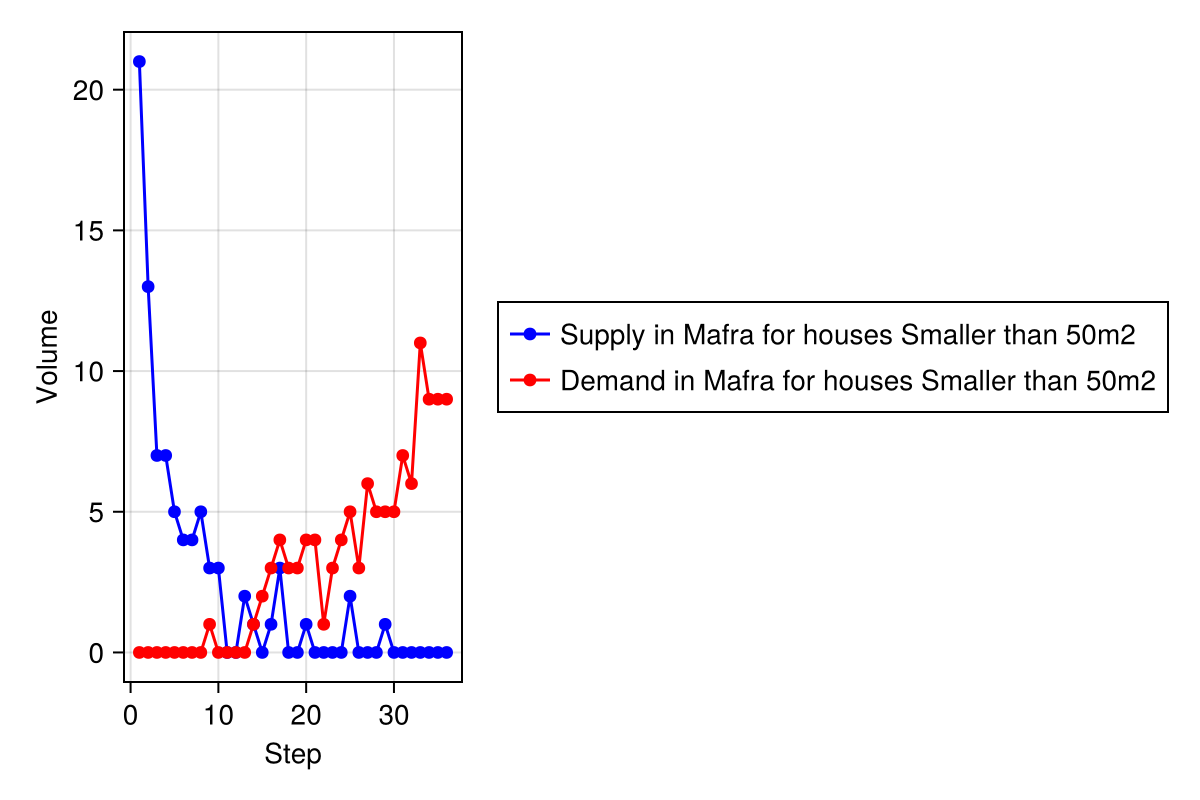 20
15
10
5
0
Volume
0 10 20 30
Step
Supply in Mafra for houses Smaller than 50m2
Demand in Mafra for houses Smaller than 50m2